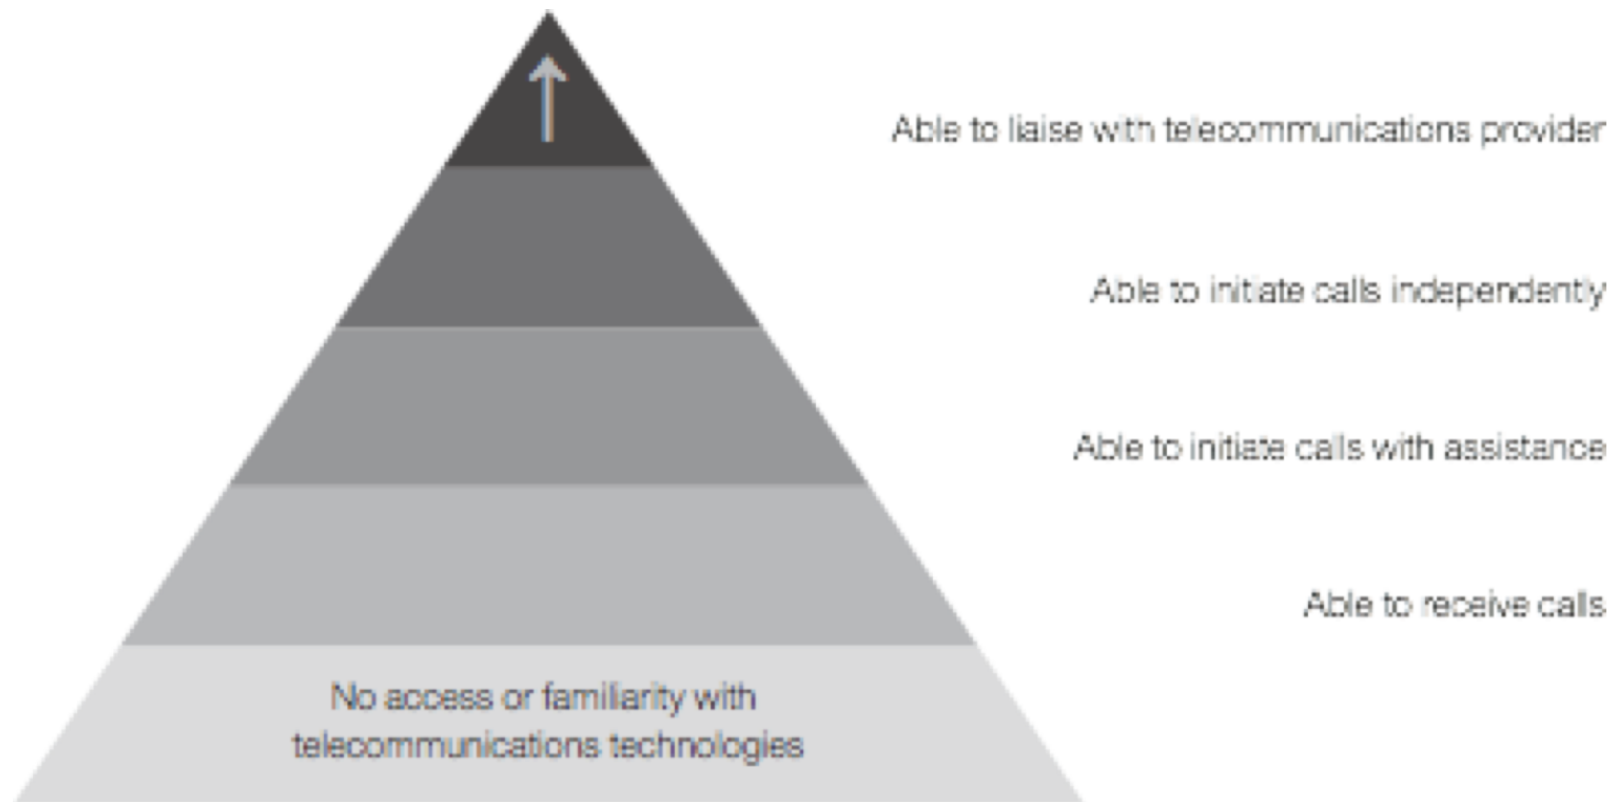 Able to liaise with telecommunications provider
Able to initiate calls independently
Able to initiate calls with assistance
Able to receive calls
No access or familiarity with
telecommunications technologies